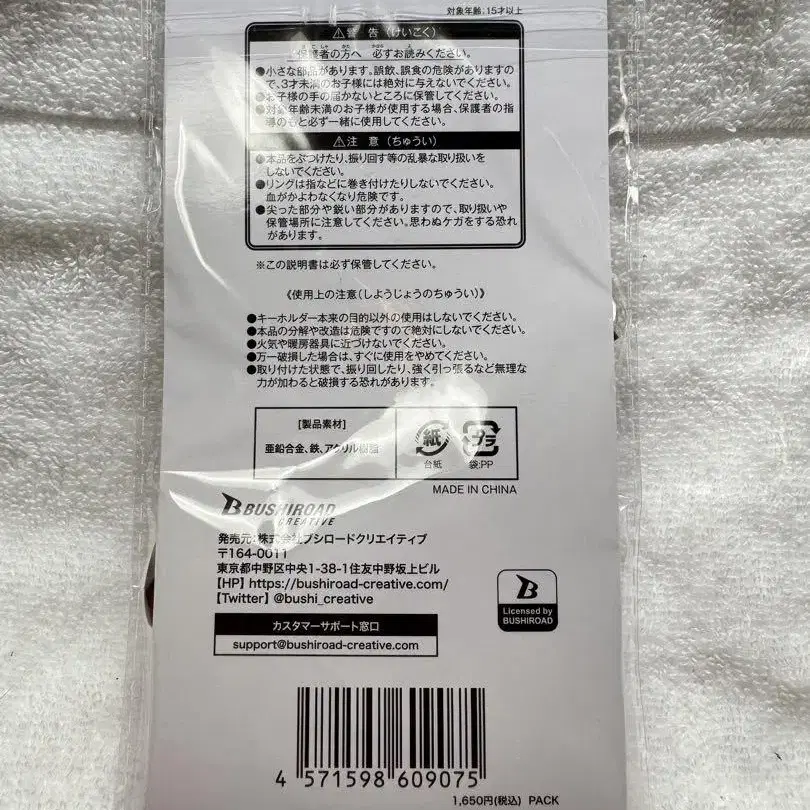 対象年齢:15才以上
⚠警 告(けいこく)
保護者の方へ 必ずお読みください。
●小さな部品があります。誤飲、誤食の危険がありますの
で、3才未満のお子様には絶対に与えないでください。
●お子様の手の届かないところに保管してください。
●対象年齢未満のお子様が使用する場合、保護者の指
導のもと必ず一緒に使用してください。
⚠注 意(ちゅうい)
●本品をぶつけたり、振り回す等の乱暴な取り扱いを
しないでください。
●リングは指などに巻き付けたりしないでください。
血がかよわなくなり危険です。
●尖った部分や鋭い部分がありますので、取り扱いや
保管場所に注意してください。思わぬケガをする恐れ
があります。
※この説明書は必ず保管してください。
《使用上の注意(しようじょうのちゅうい)》
●キーホルダー本来の目的以外の使用はしないでください。
●本品の分解や改造は危険ですので絶対にしないでください。
●火気や暖房器具に近づけないでください。
●万一破損した場合は、すぐに使用をやめてください。
●取り付けた状態で、振り回したり、強く引っ張るなど無理な
力が加わると破損する恐れがあります。
[製品素材]
亜鉛合金、鉄、アクリル樹脂
紙
台紙
プラ
袋:PP
MADE IN CHINA
BUSHIROAD
CREATIVE
発売元:株式会社ブシロードクリエイティブ
〒164-0011
東京都中野区中央1-38-1住友中野坂上ビル
【HP】https://bushiroad-creative.com/
【Twitter】@bushi_creative
Licensed by
BUSHIROAD
カスタマーサポート窓口
support@bushiroad-creative.com
4 571598 609075
1,650円(税込) PACK